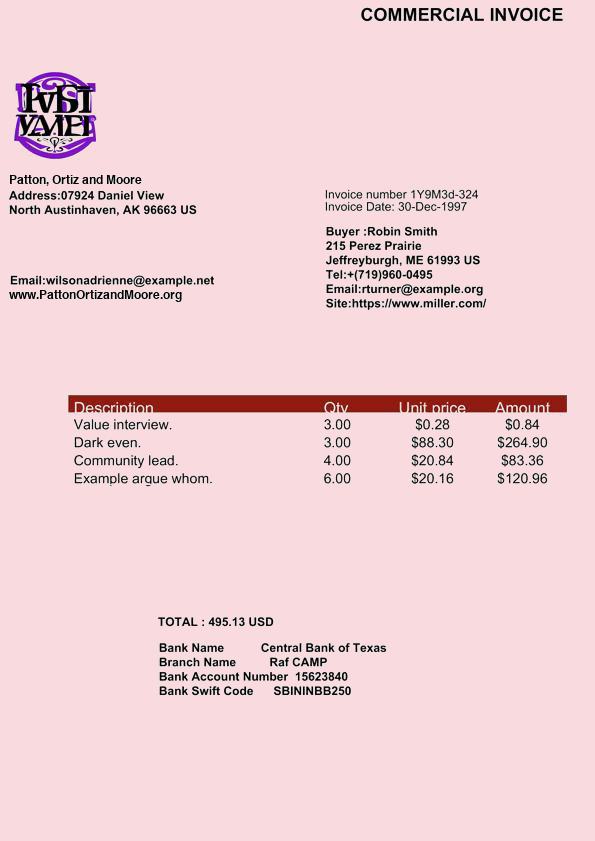 COMMERCIAL INVOICE
Patton, Ortiz and Moore
Address:07924 Daniel View
North Austinhaven, AK 96663 US
Email:wilsonadrienne@example.net
www.PattonOrtizandMoore.org
Invoice number 1Y9M3d-324
Invoice Date: 30-Dec-1997
Buyer :Robin Smith
215 Perez Prairie
Jeffreyburgh, ME 61993 US
Tel:+(719)960-0495
Email:rturner@example.org
Site:https://www.miller.com/
Description Qty Unit price Amount
Value interview. 3.00 $0.28 $0.84
Dark even. 3.00 $88.30 $264.90
Community lead. 4.00 $20.84 $83.36
Example argue whom. 6.00 $20.16 $120.96
TOTAL : 495.13 USD
Bank Name Central Bank of Texas
Branch Name Raf CAMP
Bank Account Number 15623840
Bank Swift Code SBININBB250